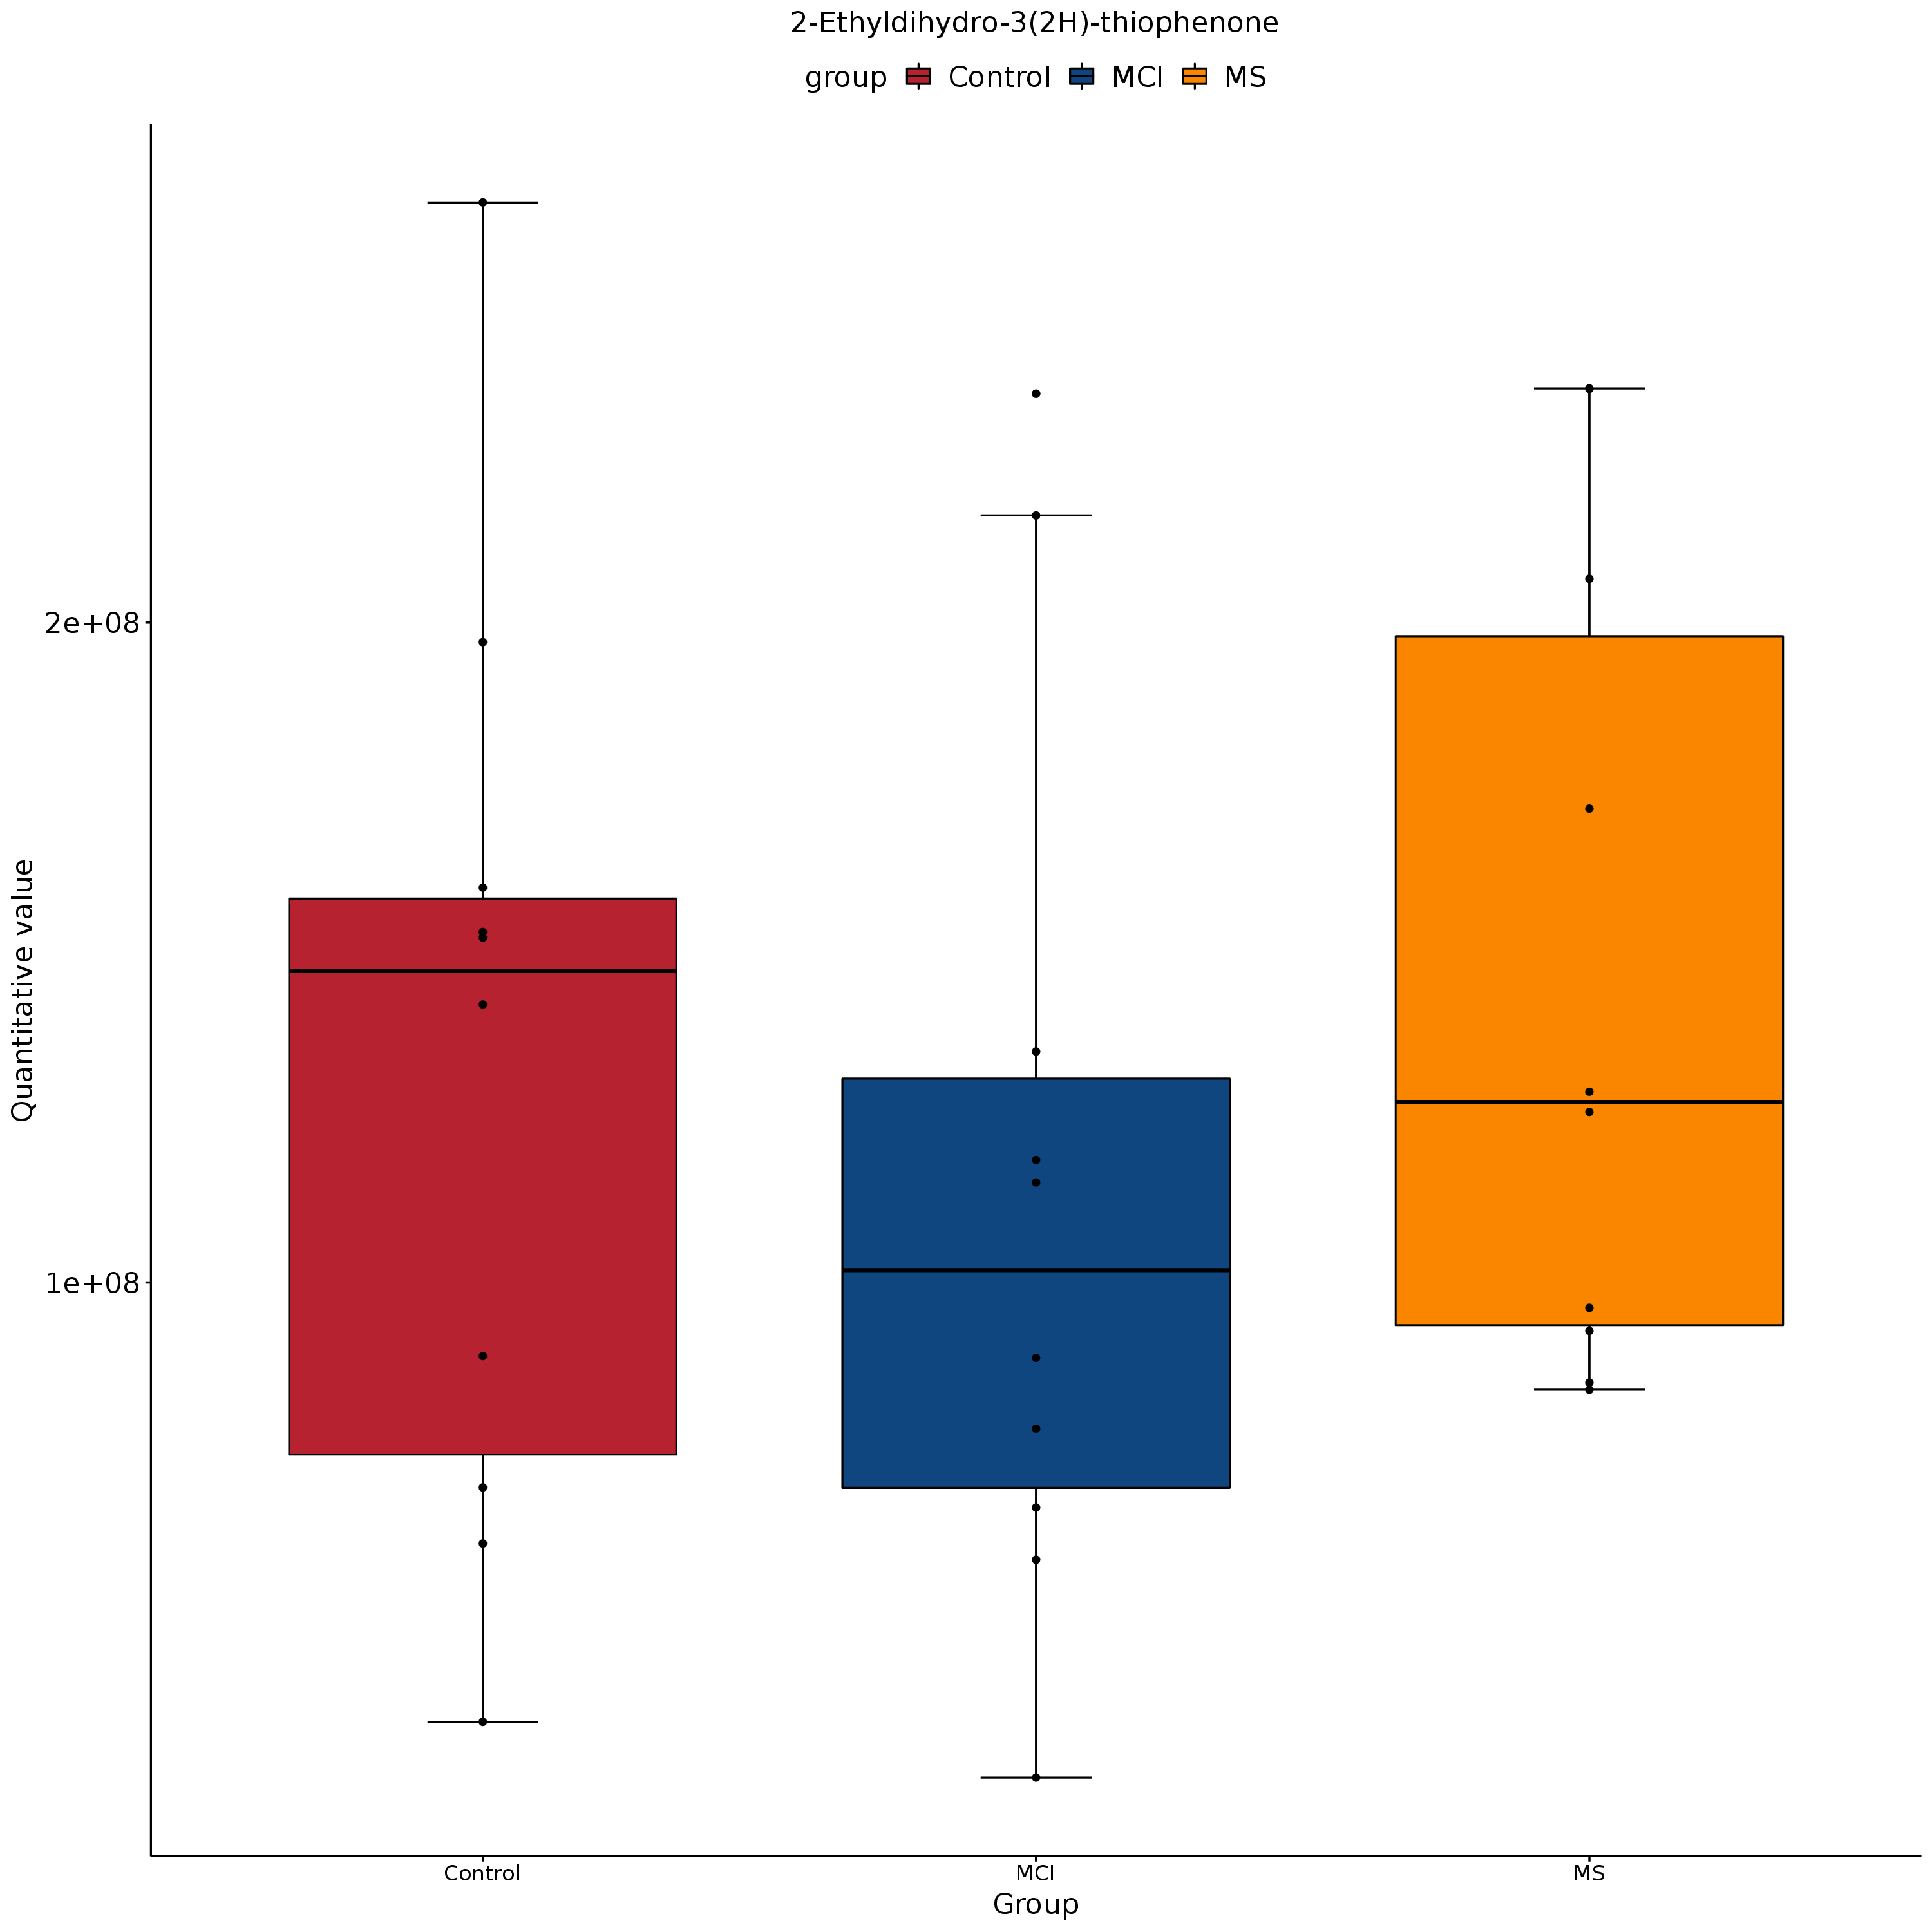 2-Ethyldihydro-3(2H)-thiophenone
group Control MCI MS
Quantitative value
2e+08
1e+08
Control MCI MS
Group